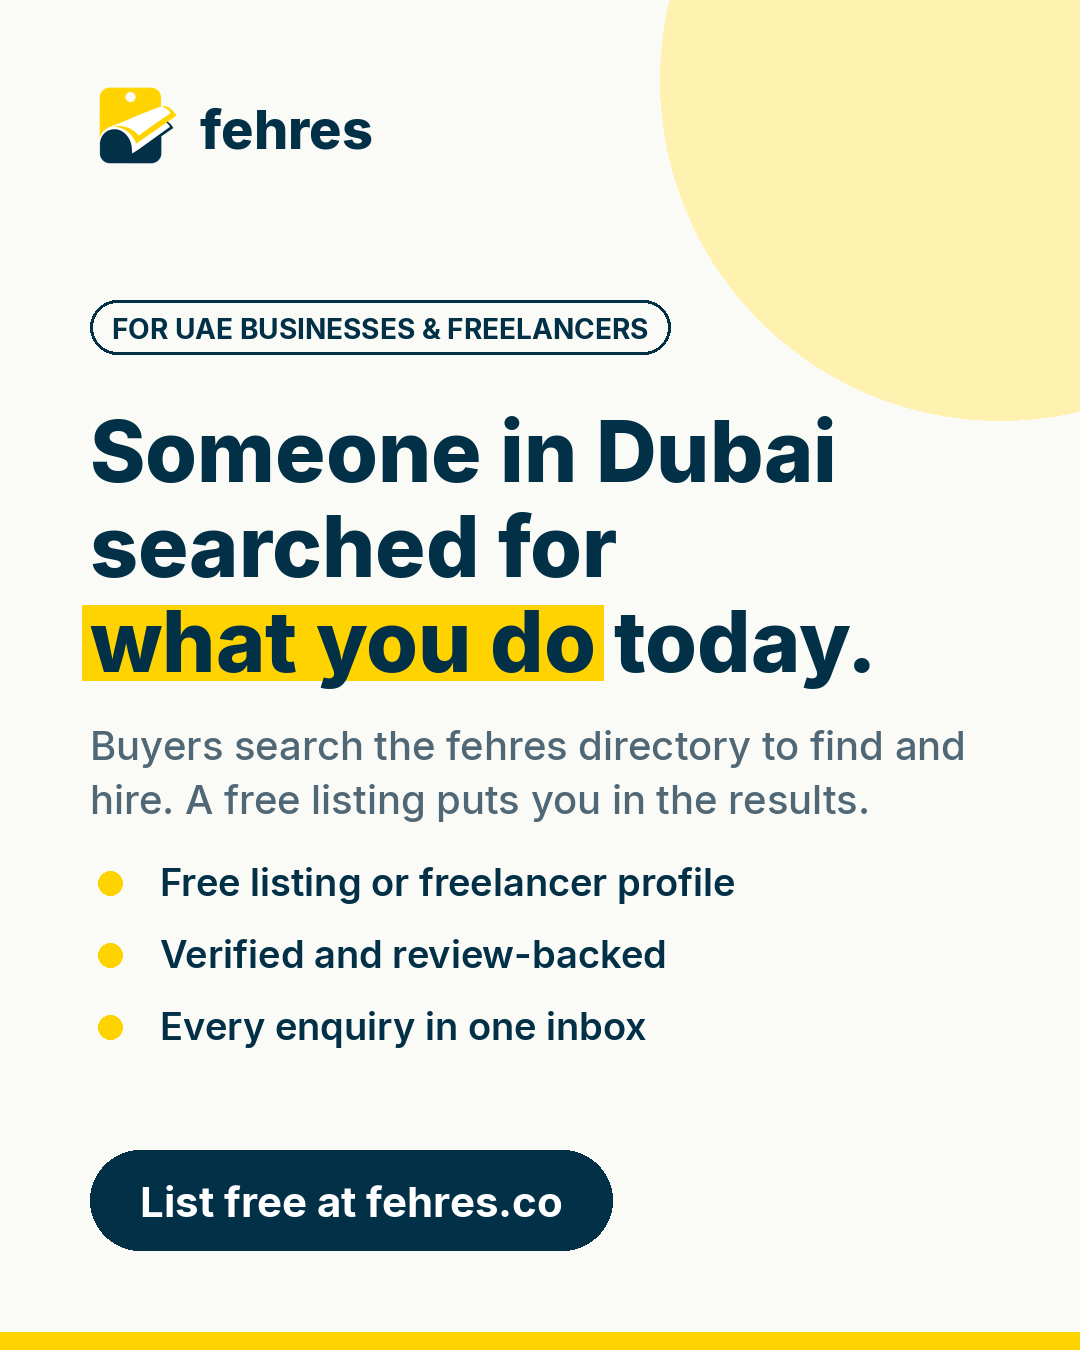 fehres
FOR UAE BUSINESSES & FREELANCERS
Someone in Dubai
searched for
what you do today.
Buyers search the fehres directory to find and
hire. A free listing puts you in the results.
Free listing or freelancer profile
Verified and review-backed
Every enquiry in one inbox
List free at fehres.co